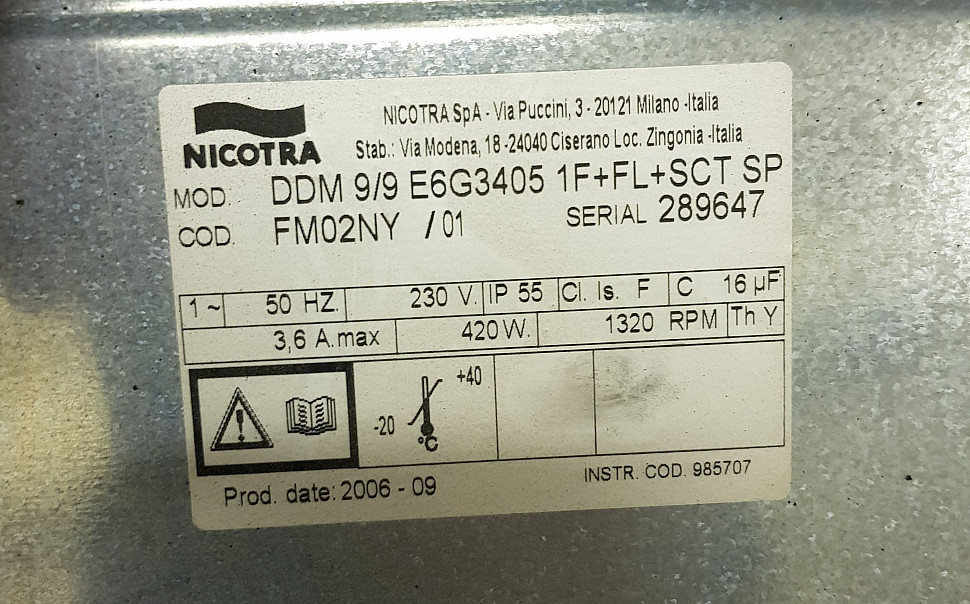 NICOTRA
NICOTRA SpA - Via Puccini, 3 - 20121 Milano -Italia
Stab.: Via Modena, 18 -24040 Ciserano Loc. Zingonia -Italia
MOD. DDM 9/9 E6G3405 1F+FL+SCT SP
COD. FM02NY / 01 SERIAL 289647
1 ~ 50 HZ. 230 V. IP 55 Cl. Is. F C 16 µF
3,6 A.max 420W. 1320 RPM Th Y
-20 +40 °C
Prod. date: 2006 - 09 INSTR. COD. 985707